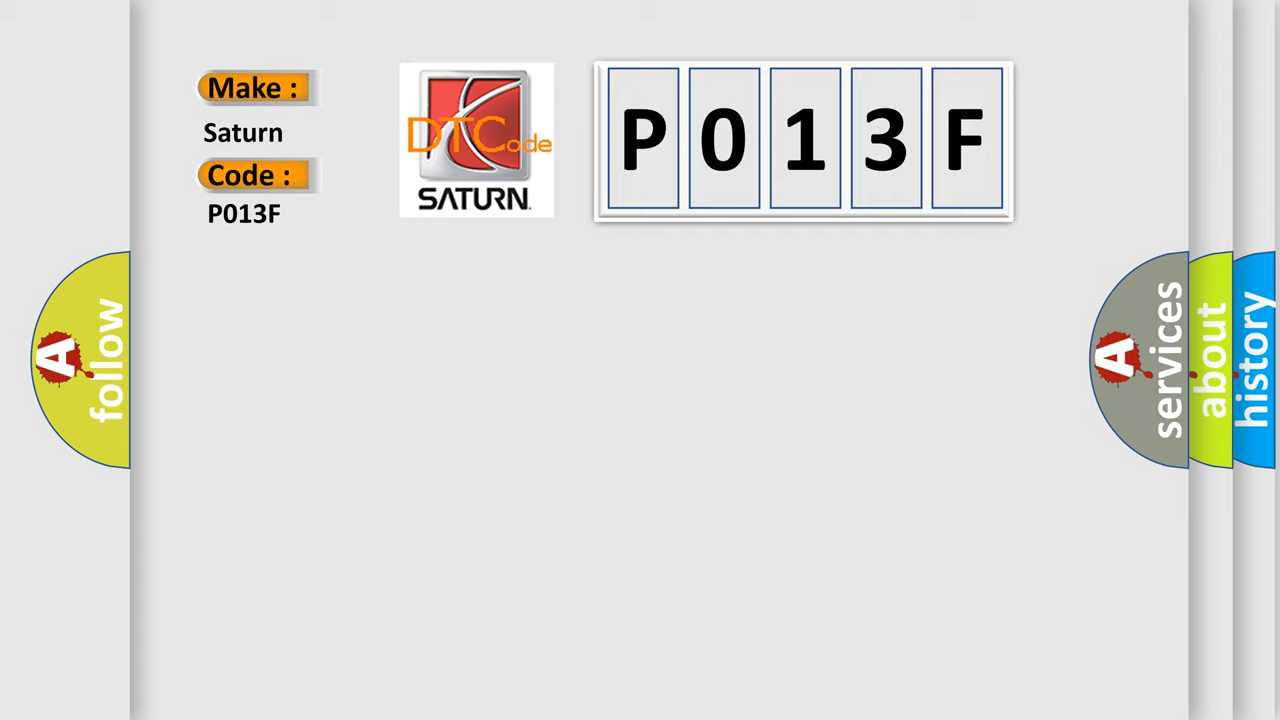 Make :
Saturn
Code :
P013F
DTCode
SATURN
P 0 1 3 F
A follow
A services
about
history